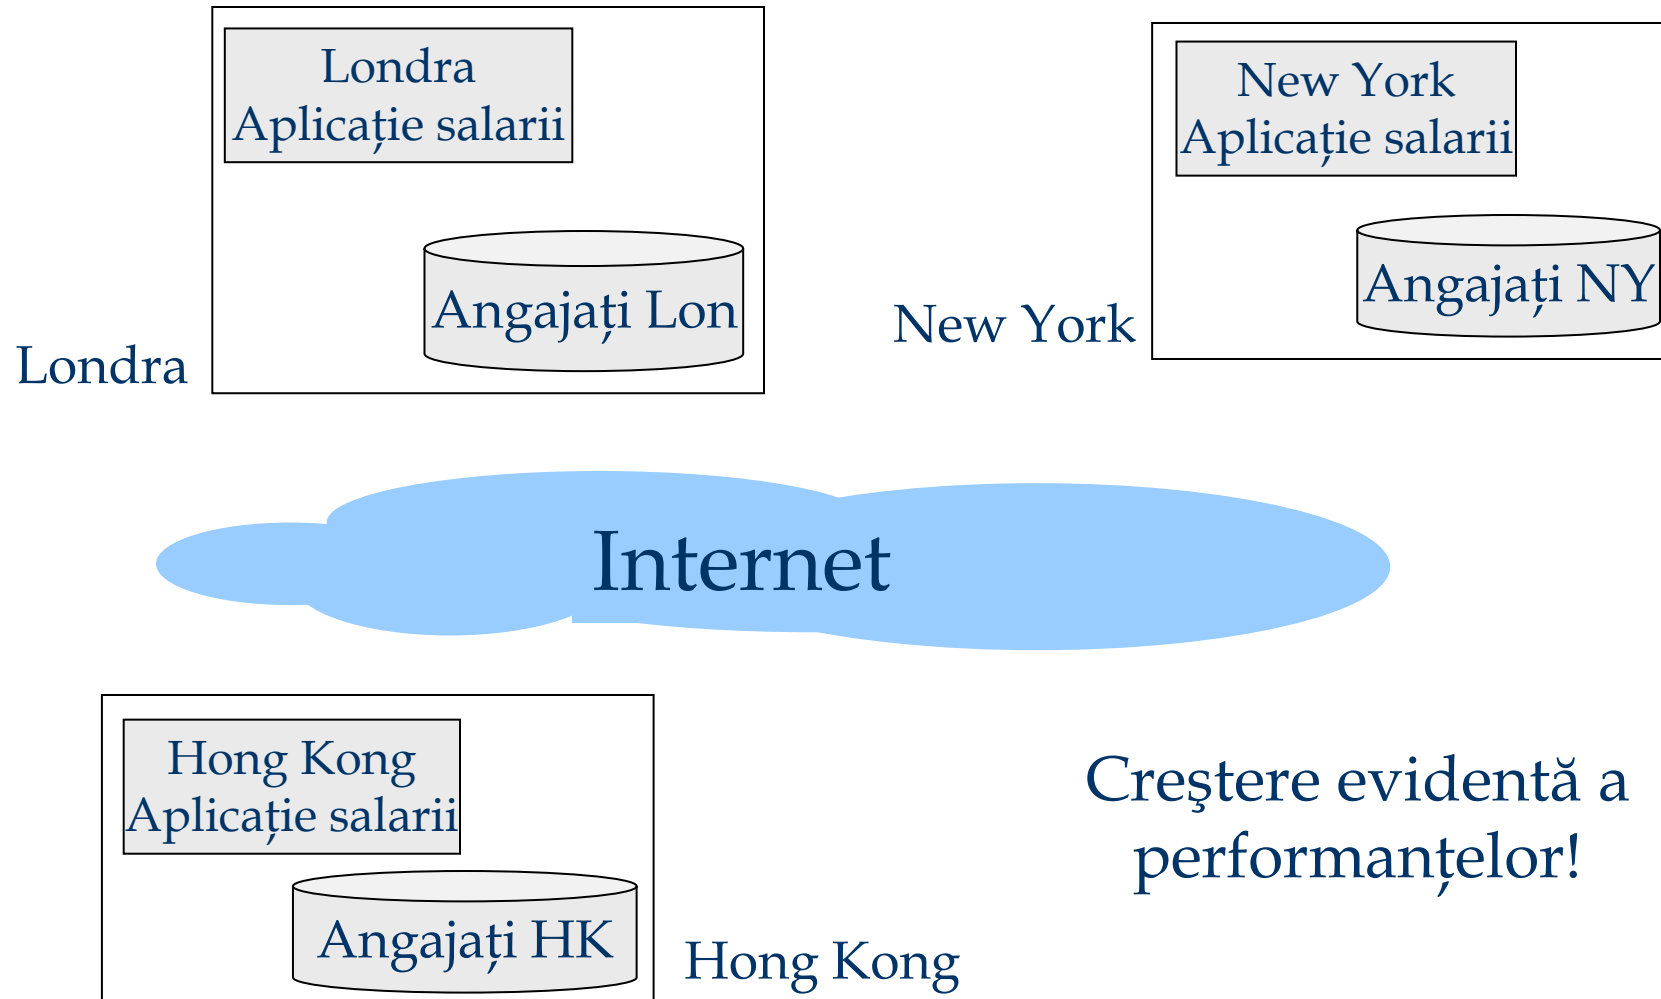 Londra
Aplicație salarii
Angajați Lon
Londra
New York
Aplicație salarii
Angajați NY
New York
Internet
Hong Kong
Aplicație salarii
Angajați HK
Hong Kong
Creştere evidentă a
performanțelor!